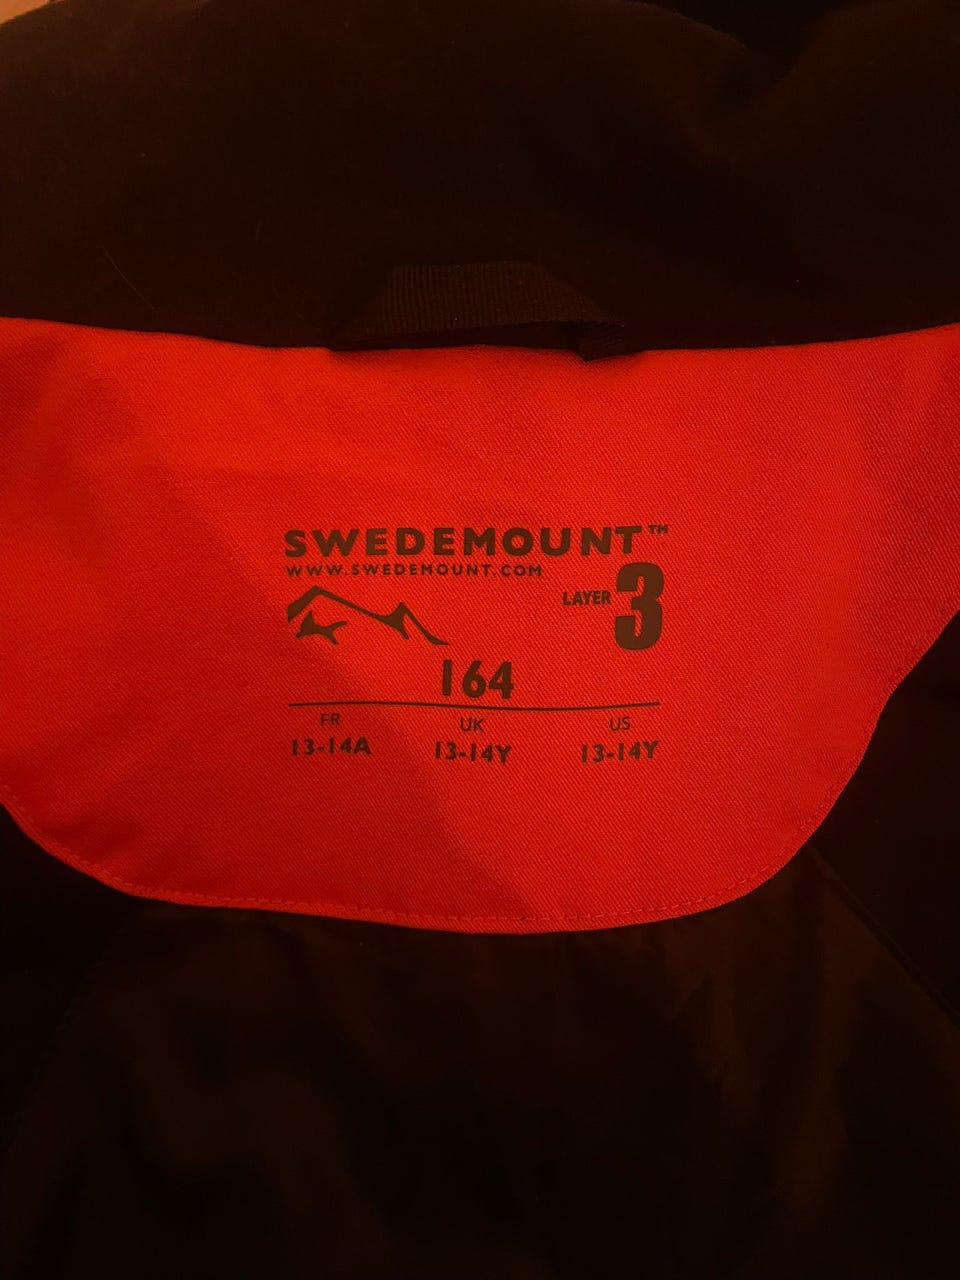 SWEDEMOUNT™
WWW.SWEDEMOUNT.COM
LAYER 3
164
FR UK US
13-14A 13-14Y 13-14Y